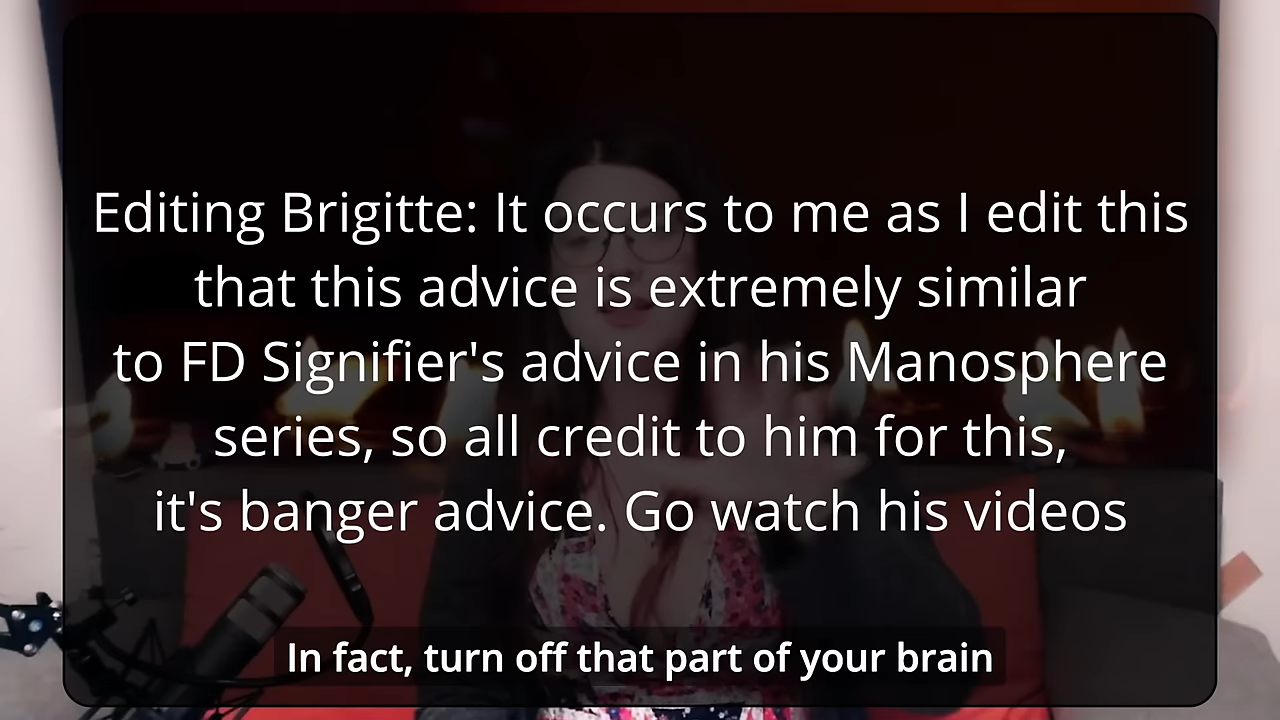 Editing Brigitte: It occurs to me as I edit this
that this advice is extremely similar
to FD Signifier's advice in his Manosphere
series, so all credit to him for this,
it's banger advice. Go watch his videos
In fact, turn off that part of your brain